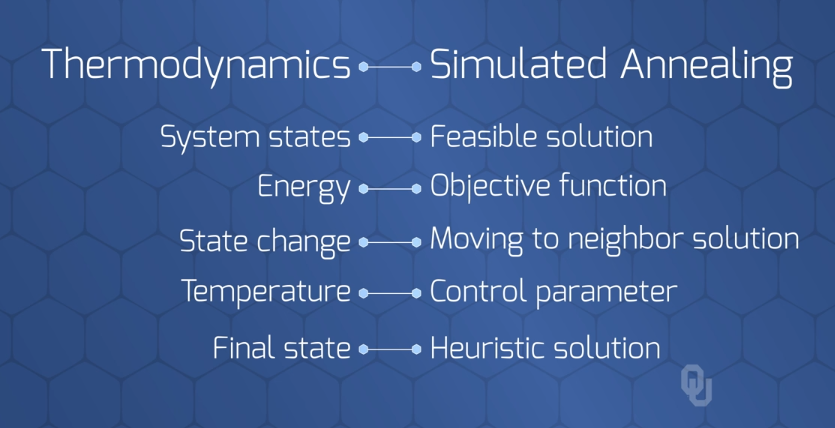 Thermodynamics Simulated Annealing
System states Feasible solution
Energy Objective function
State change Moving to neighbor solution
Temperature Control parameter
Final state Heuristic solution
OU